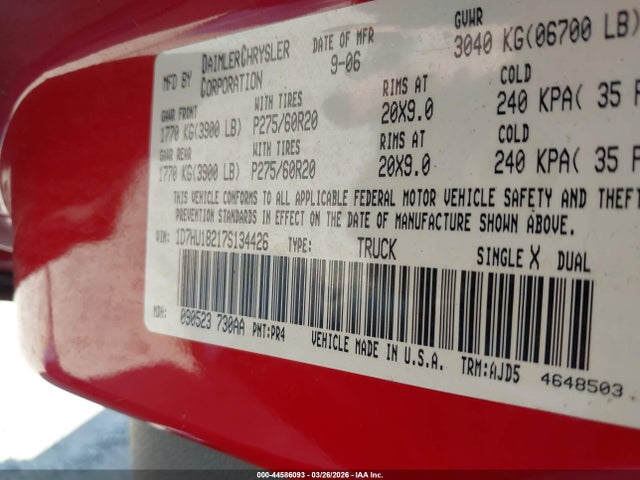 MFD BY DAIMLERCHRYSLER CORPORATION
DATE OF MFR 9-06
GVWR 3040 KG(06700 LB)
GAWR FRONT WITH TIRES RIMS AT COLD
1770 KG(3900 LB) P275/60R20 20X9.0 240 KPA( 35 P
GAWR REAR WITH TIRES RIMS AT COLD
1770 KG(3900 LB) P275/60R20 20X9.0 240 KPA( 35 P
THIS VEHICLE CONFORMS TO ALL APPLICABLE FEDERAL MOTOR VEHICLE SAFETY AND THEFT
PREVENTION STANDARDS IN EFFECT ON THE DATE OF MANUFACTURE SHOWN ABOVE.
VIN: 1D7HU18217S134426 TYPE: TRUCK SINGLE X DUAL
MDH: 090523 730AA PNT:PR4 VEHICLE MADE IN U.S.A. TRM:AJD5 4648503
000-44586093 | 03/26/2026 | IAA Inc.